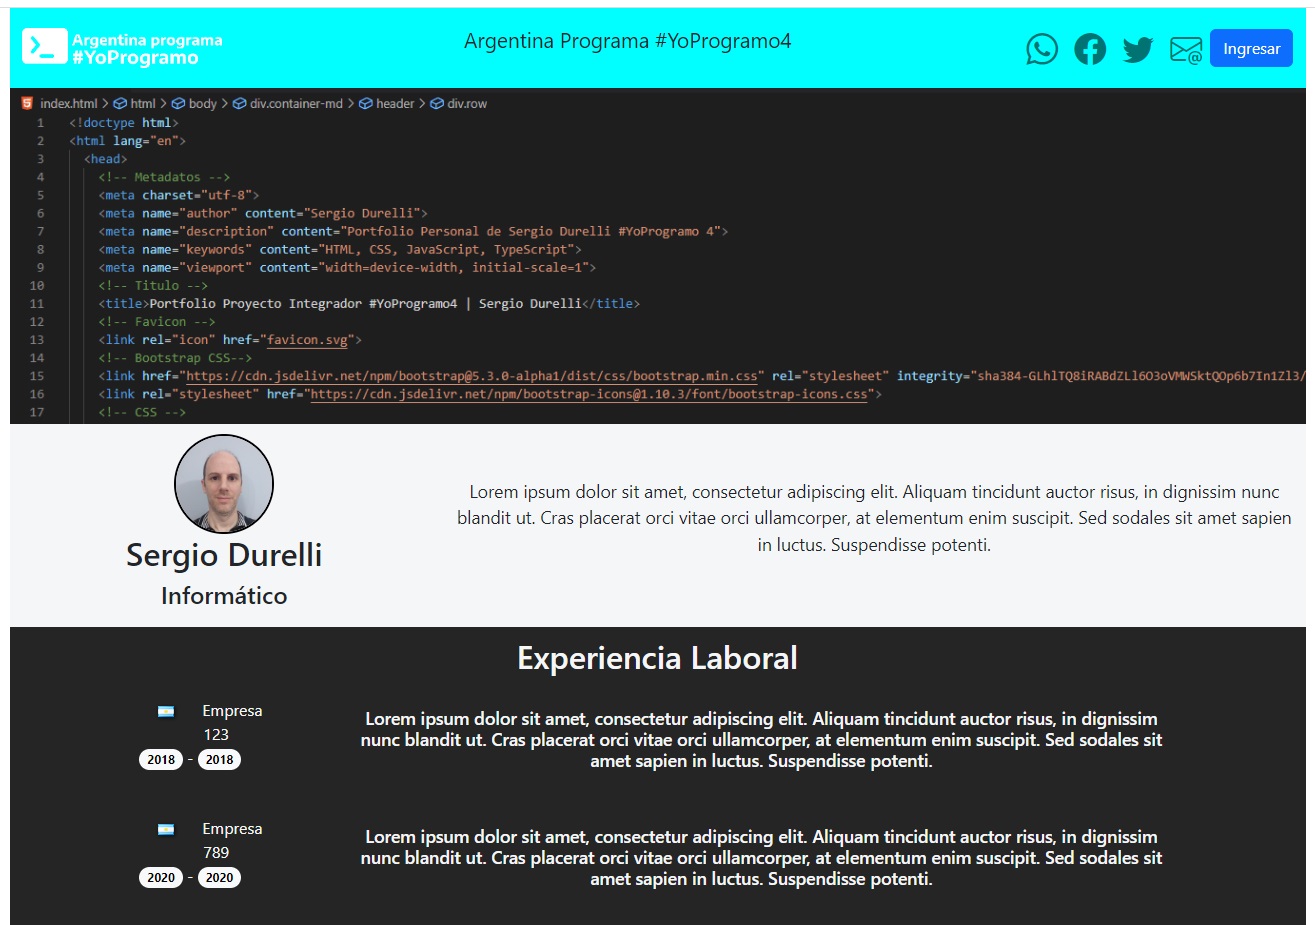 Argentina programa
#YoProgramo
Argentina Programa #YoProgramo4
@
Ingresar
index.html > html > body > div.container-md > header > div.row
1 <!doctype html>
2 <html lang="en">
3 <head>
4 <!-- Metadatos -->
5 <meta charset="utf-8">
6 <meta name="author" content="Sergio Durelli">
7 <meta name="description" content="Portfolio Personal de Sergio Durelli #YoProgramo 4">
8 <meta name="keywords" content="HTML, CSS, JavaScript, TypeScript">
9 <meta name="viewport" content="width=device-width, initial-scale=1">
10 <!-- Titulo -->
11 <title>Portfolio Proyecto Integrador #YoProgramo4 | Sergio Durelli</title>
12 <!-- Favicon -->
13 <link rel="icon" href="favicon.svg">
14 <!-- Bootstrap CSS-->
15 <link href="https://cdn.jsdelivr.net/npm/bootstrap@5.3.0-alpha1/dist/css/bootstrap.min.css" rel="stylesheet" integrity="sha384-GLhlTQ8iRABdZLl6O3oVMWSktQOp6b7In1Zl3/
16 <link rel="stylesheet" href="https://cdn.jsdelivr.net/npm/bootstrap-icons@1.10.3/font/bootstrap-icons.css">
17 <!-- CSS -->
Sergio Durelli
Informático
Lorem ipsum dolor sit amet, consectetur adipiscing elit. Aliquam tincidunt auctor risus, in dignissim nunc
blandit ut. Cras placerat orci vitae orci ullamcorper, at elementum enim suscipit. Sed sodales sit amet sapien
in luctus. Suspendisse potenti.
Experiencia Laboral
Empresa
123
2018 - 2018
Lorem ipsum dolor sit amet, consectetur adipiscing elit. Aliquam tincidunt auctor risus, in dignissim
nunc blandit ut. Cras placerat orci vitae orci ullamcorper, at elementum enim suscipit. Sed sodales sit
amet sapien in luctus. Suspendisse potenti.
Empresa
789
2020 - 2020
Lorem ipsum dolor sit amet, consectetur adipiscing elit. Aliquam tincidunt auctor risus, in dignissim
nunc blandit ut. Cras placerat orci vitae orci ullamcorper, at elementum enim suscipit. Sed sodales sit
amet sapien in luctus. Suspendisse potenti.